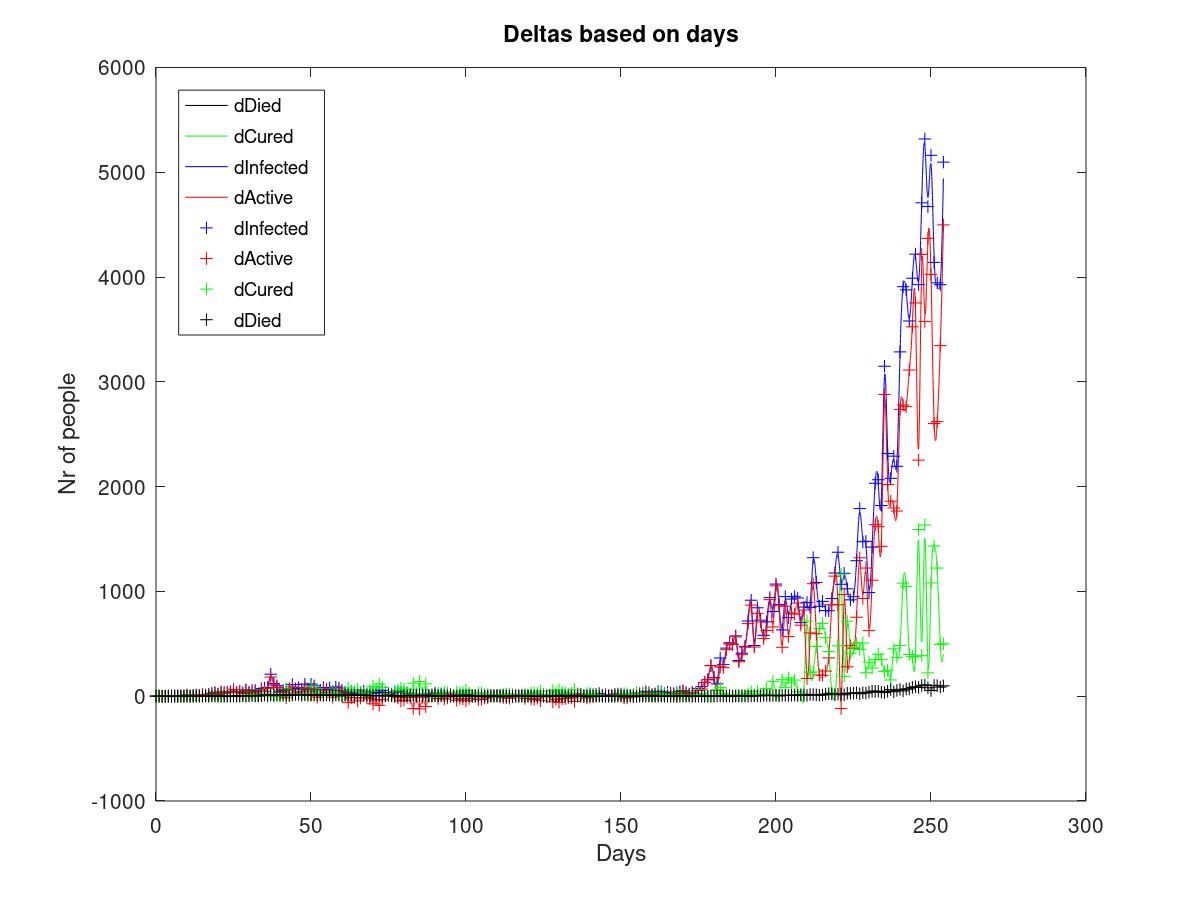 Deltas based on days
6000
5000
4000
3000
2000
1000
0
-1000
Nr of people
dDied
dCured
dInfected
dActive
dInfected
dActive
dCured
dDied
0 50 100 150 200 250 300
Days